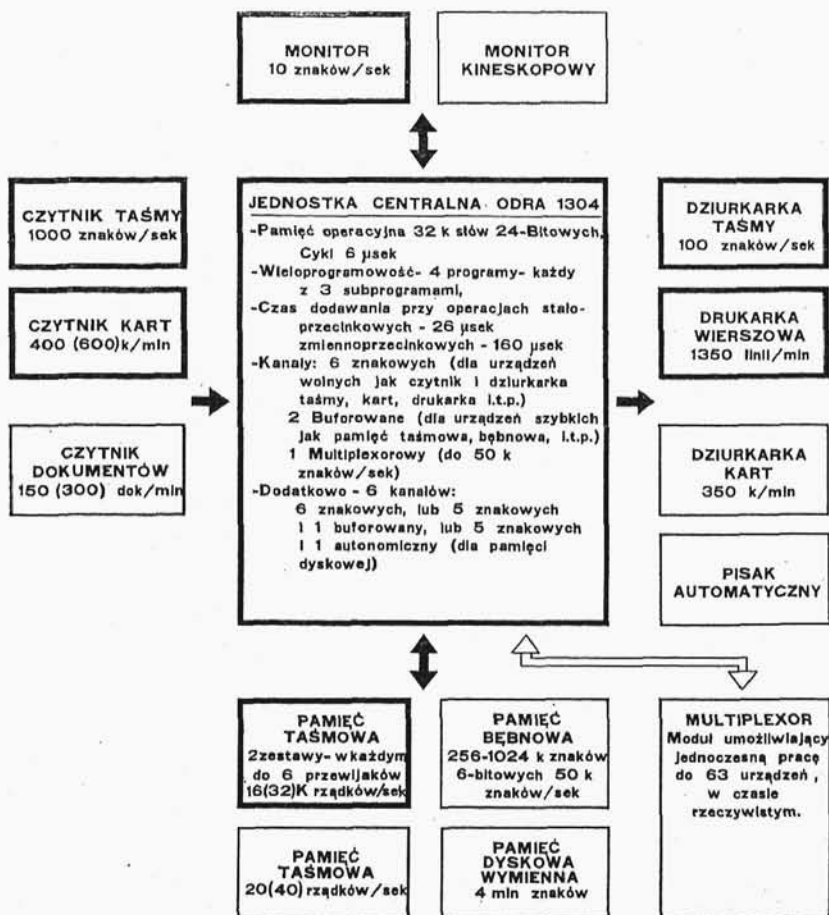 MONITOR
10 znaków/sek
MONITOR
KINESKOPOWY
CZYTNIK TAŚMY
1000 znaków/sek
CZYTNIK KART
400 (600)k/min
CZYTNIK
DOKUMENTÓW
150 (300) dok/min
JEDNOSTKA CENTRALNA ODRA 1304
-Pamięć operacyjna 32 k słów 24-Bitowych,
Cykl 6 µsek
-Wieloprogramowość- 4 programy- każdy
z 3 subprogramami,
-Czas dodawania przy operacjach stało-
przecinkowych - 26 µsek
zmiennoprzecinkowych - 160 µsek
-Kanały: 6 znakowych (dla urządzeń
wolnych jak czytnik i dziurkarka
taśmy, kart, drukarka i.t.p.)
2 Buforowane (dla urządzeń szybkich
jak pamięć taśmowa, bębnowa, i.t.p.)
1 Multiplexorowy (do 50 k
znaków/sek)
-Dodatkowo - 6 kanałów:
6 znakowych, lub 5 znakowych
i 1 buforowany, lub 5 znakowych
i 1 autonomiczny (dla pamięci
dyskowej)
DZIURKARKA
TAŚMY
100 znaków/sek
DRUKARKA
WIERSZOWA
1350 linii/min
DZIURKARKA
KART
350 k/min
PISAK
AUTOMATYCZNY
PAMIĘĆ
TAŚMOWA
2zestawy-w każdym
do 6 przewijaków
16(32)K rządków/sek
PAMIĘĆ
BĘBNOWA
256-1024 k znaków
6-bitowych 50 k
znaków/sek
MULTIPLEXOR
Moduł umożliwiający
jednoczesną pracę
do 63 urządzeń,
w czasie
rzeczywistym.
PAMIĘĆ
TAŚMOWA
20(40) rządków/sek
PAMIĘĆ
DYSKOWA
WYMIENNA
4 mln znaków